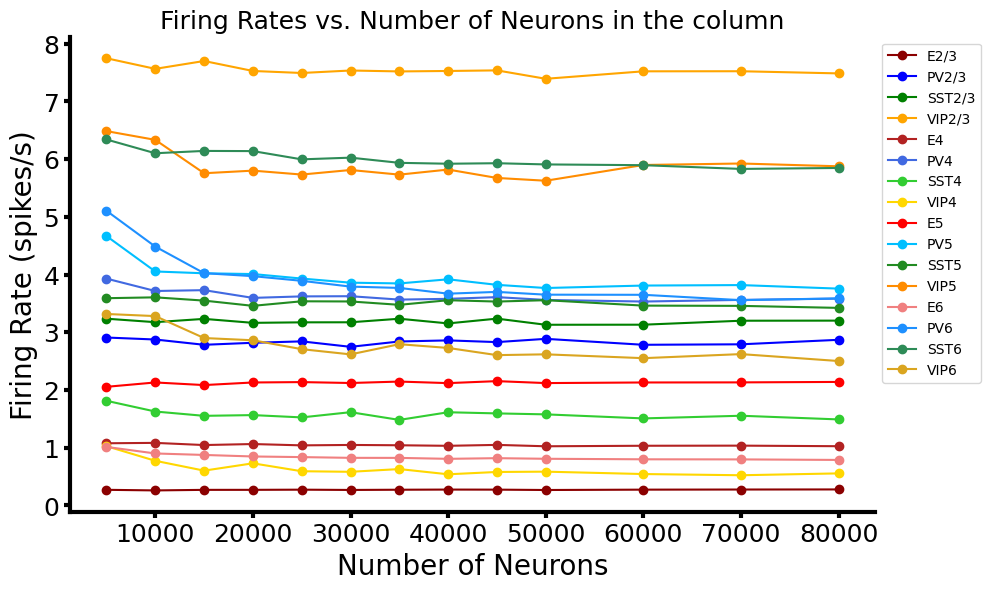 Firing Rates vs. Number of Neurons in the column
Firing Rate (spikes/s)
8
7
6
5
4
3
2
1
0
10000 20000 30000 40000 50000 60000 70000 80000
Number of Neurons
E2/3
PV2/3
SST2/3
VIP2/3
E4
PV4
SST4
VIP4
E5
PV5
SST5
VIP5
E6
PV6
SST6
VIP6